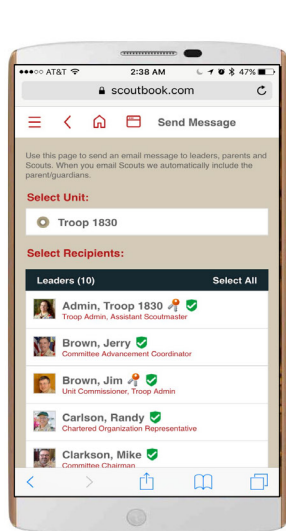 AT&T 2:38 AM 47%
scoutbook.com
Send Message
Use this page to send an email message to leaders, parents and
Scouts. When you email Scouts we automatically include the
parent/guardians.
Select Unit:
Troop 1830
Select Recipients:
Leaders (10) Select All
Admin, Troop 1830
Troop Admin, Assistant Scoutmaster
Brown, Jerry
Committee Advancement Coordinator
Brown, Jim
Unit Commissioner, Troop Admin
Carlson, Randy
Chartered Organization Representative
Clarkson, Mike
Committee Chairman